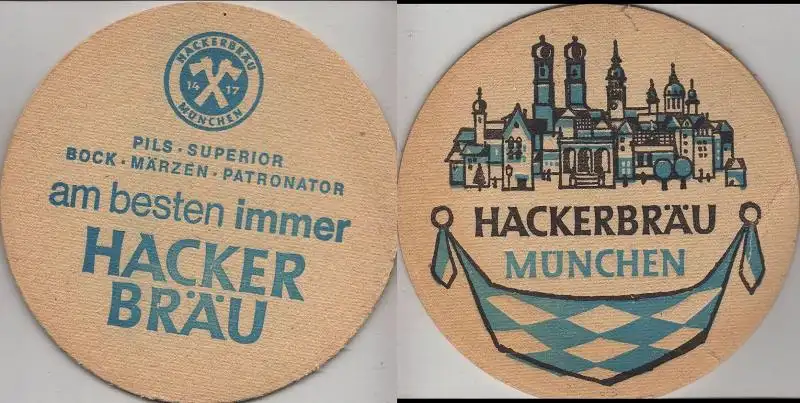 HACKERBRÄU
14 17
MÜNCHEN
PILS · SUPERIOR
BOCK · MÄRZEN · PATRONATOR
am besten immer
HACKER
BRÄU
HACKERBRÄU
MÜNCHEN